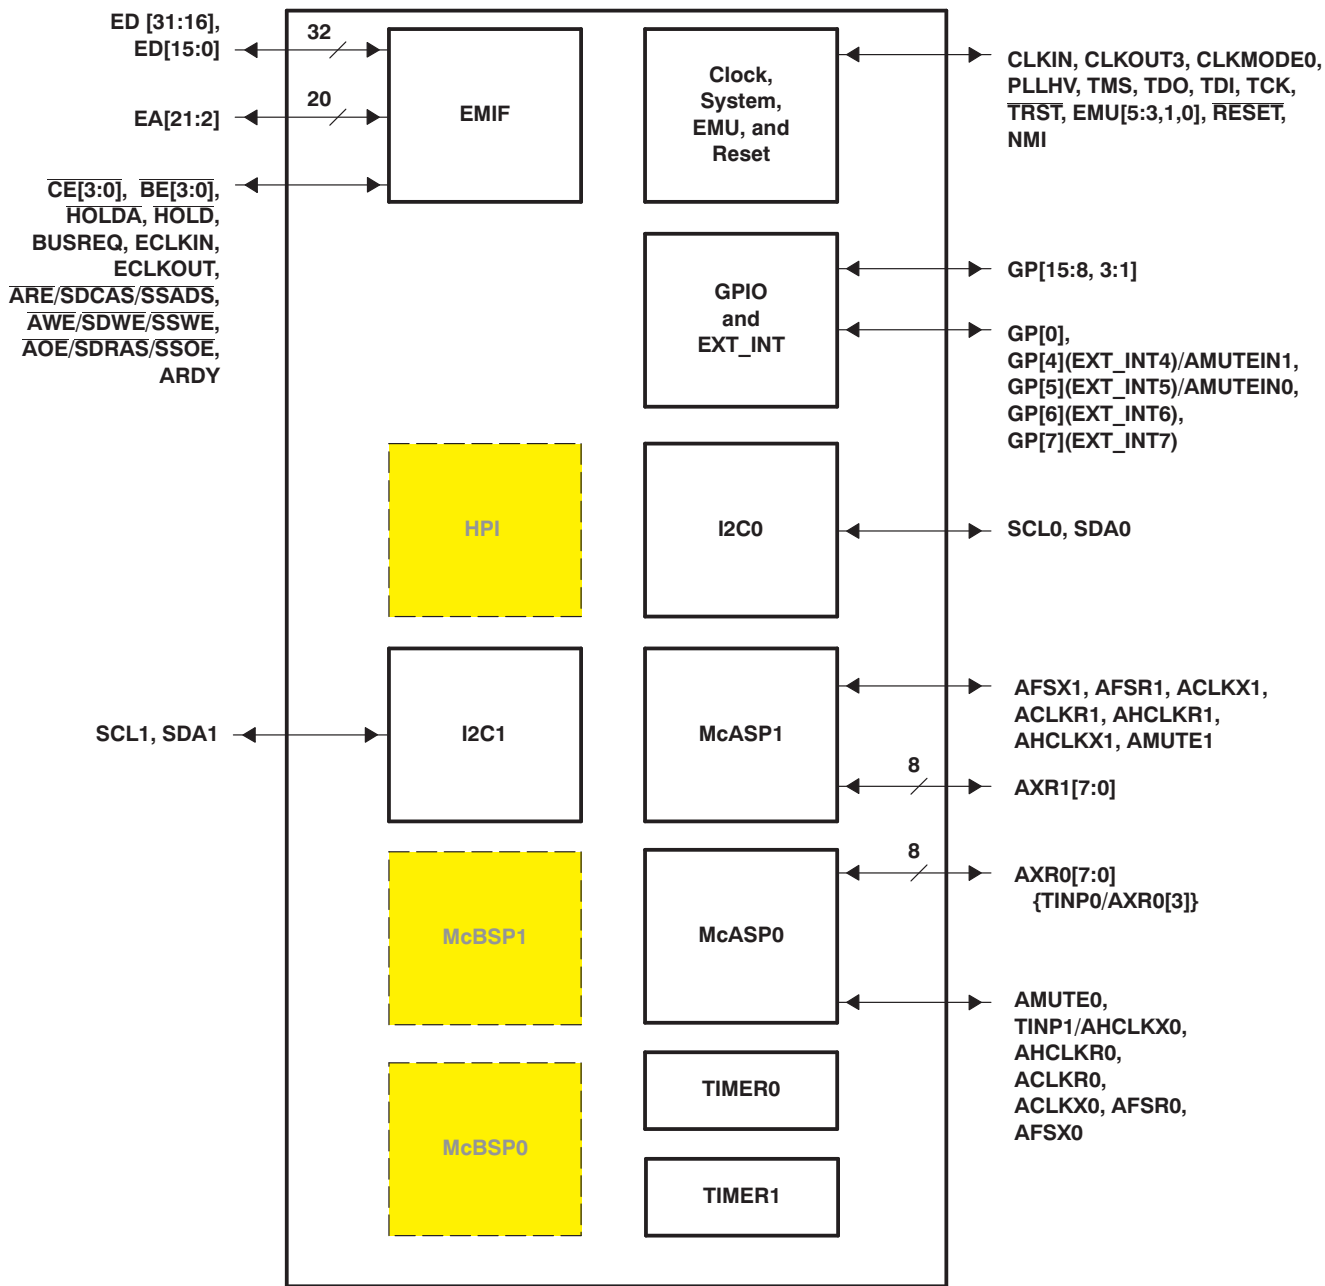 ED [31:16],
ED[15:0]
32
EA[21:2]
20
CE[3:0], BE[3:0],
HOLDA, HOLD,
BUSREQ, ECLKIN,
ECLKOUT,
ARE/SDCAS/SSADS,
AWE/SDWE/SSWE,
AOE/SDRAS/SSOE,
ARDY
EMIF
Clock,
System,
EMU, and
Reset
CLKIN, CLKOUT3, CLKMODE0,
PLLHV, TMS, TDO, TDI, TCK,
TRST, EMU[5:3,1,0], RESET,
NMI
GPIO
and
EXT_INT
GP[15:8, 3:1]
GP[0],
GP[4](EXT_INT4)/AMUTEIN1,
GP[5](EXT_INT5)/AMUTEIN0,
GP[6](EXT_INT6),
GP[7](EXT_INT7)
HPI
I2C0
SCL0, SDA0
SCL1, SDA1
I2C1
McASP1
AFSX1, AFSR1, ACLKX1,
ACLKR1, AHCLKR1,
AHCLKX1, AMUTE1
8
AXR1[7:0]
McBSP1
McASP0
8
AXR0[7:0]
{TINP0/AXR0[3]}
AMUTE0,
TINP1/AHCLKX0,
AHCLKR0,
ACLKR0,
ACLKX0, AFSR0,
AFSX0
McBSP0
TIMER0
TIMER1